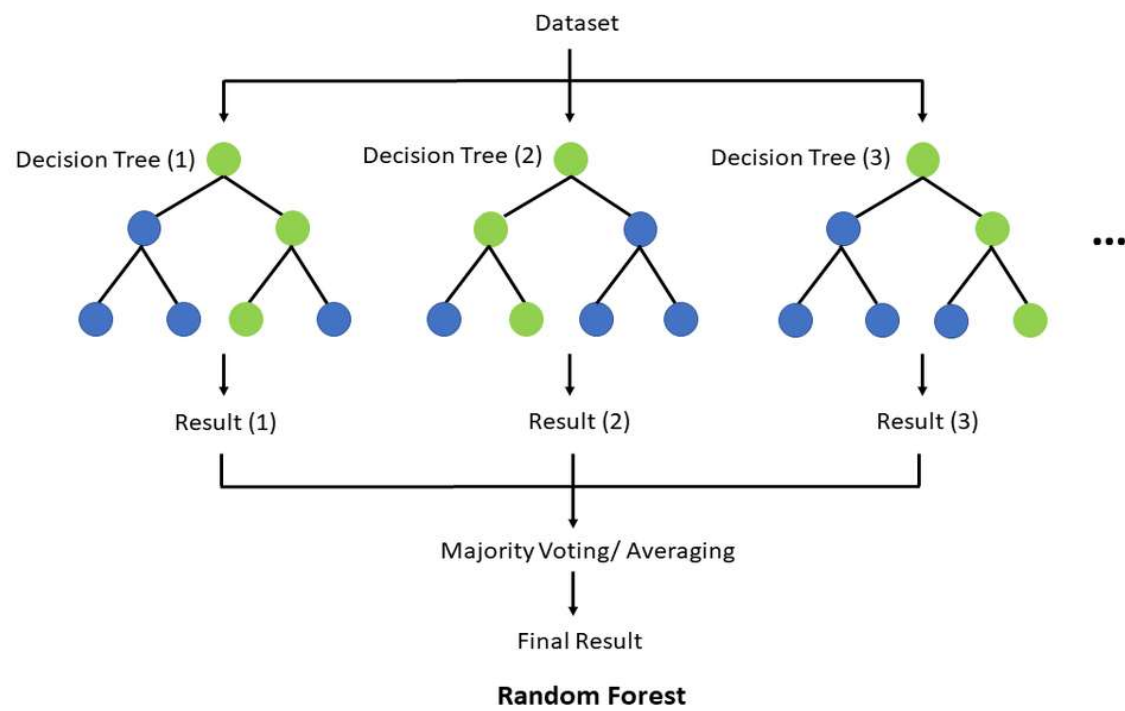 Dataset
Decision Tree (1)
Decision Tree (2)
Decision Tree (3)
...
Result (1)
Result (2)
Result (3)
Majority Voting/ Averaging
Final Result
Random Forest